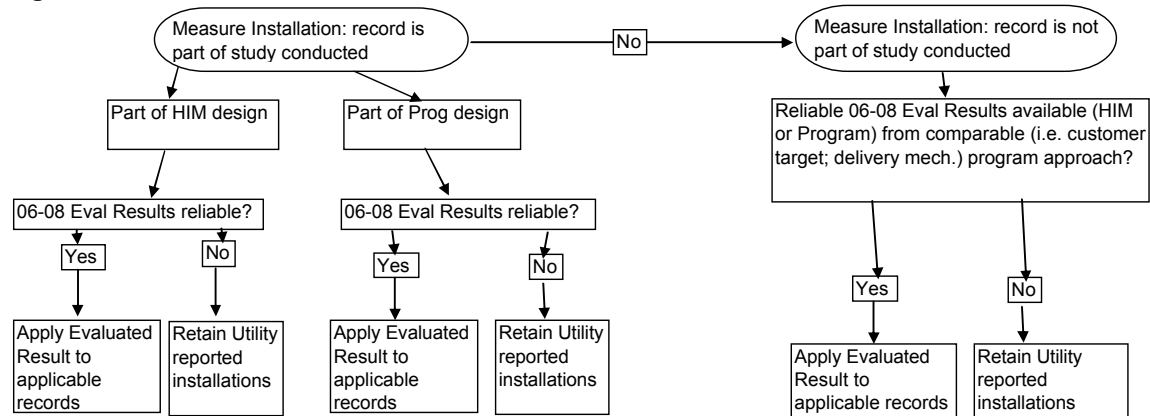 Measure Installation: record is
part of study conducted
No
Measure Installation: record is not
part of study conducted
Part of HIM design
Part of Prog design
Reliable 06-08 Eval Results available (HIM
or Program) from comparable (i.e. customer
target; delivery mech.) program approach?
06-08 Eval Results reliable?
06-08 Eval Results reliable?
Yes
No
Yes
No
Yes
No
Apply Evaluated
Result to
applicable
records
Retain Utility
reported
installations
Apply Evaluated
Result to
applicable
records
Retain Utility
reported
installations
Apply Evaluated
Result to
applicable records
Retain Utility
reported
installations